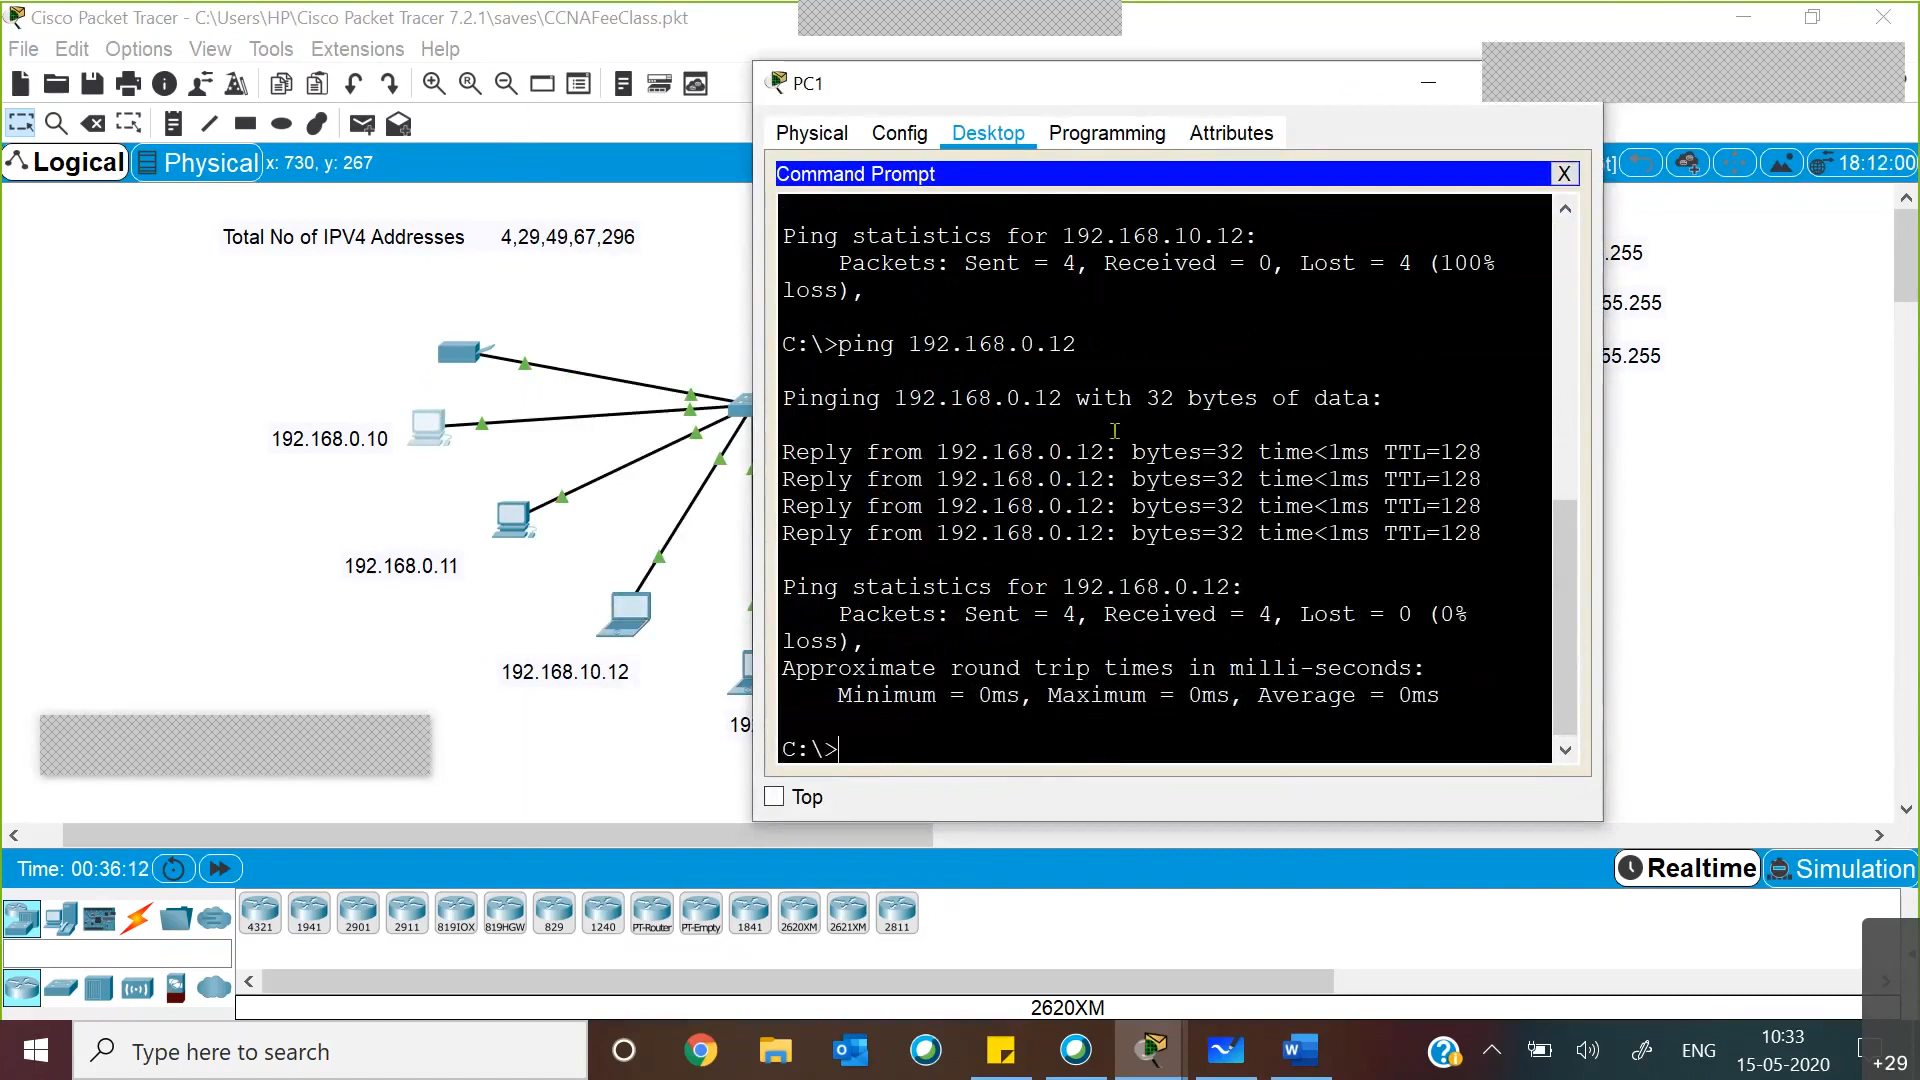 Cisco Packet Tracer - C:\Users\HP\Cisco Packet Tracer 7.2.1\saves\CCNAFeeClass.pkt
File Edit Options View Tools Extensions Help
PC1
Physical Config Desktop Programming Attributes
Logical Physical x: 730, y: 267
t] 18:12:00
Command Prompt X
Total No of IPV4 Addresses 4,29,49,67,296
192.168.0.10
192.168.0.11
192.168.10.12
19
Ping statistics for 192.168.10.12:
Packets: Sent = 4, Received = 0, Lost = 4 (100%
loss),
C:\>ping 192.168.0.12
Pinging 192.168.0.12 with 32 bytes of data:
Reply from 192.168.0.12: bytes=32 time<1ms TTL=128
Reply from 192.168.0.12: bytes=32 time<1ms TTL=128
Reply from 192.168.0.12: bytes=32 time<1ms TTL=128
Reply from 192.168.0.12: bytes=32 time<1ms TTL=128
Ping statistics for 192.168.0.12:
Packets: Sent = 4, Received = 4, Lost = 0 (0%
loss),
Approximate round trip times in milli-seconds:
Minimum = 0ms, Maximum = 0ms, Average = 0ms
C:\>
.255
55.255
55.255
Top
Time: 00:36:12
Realtime Simulation
4321 1941 2901 2911 819IOX 819HGW 829 1240 PT-Router PT-Empty 1841 2620XM 2621XM 2811
2620XM
Type here to search
ENG
10:33
15-05-2020
+29